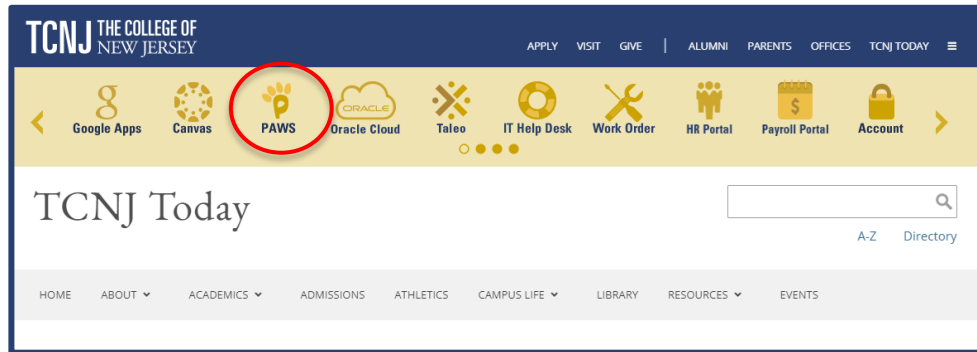 TCNJ THE COLLEGE OF
NEW JERSEY
APPLY VISIT GIVE | ALUMNI PARENTS OFFICES TCNJ TODAY
Google Apps Canvas PAWS Oracle Cloud Taleo IT Help Desk Work Order HR Portal Payroll Portal Account
ORACLE
$
TCNJ Today
A-Z Directory
HOME ABOUT ACADEMICS ADMISSIONS ATHLETICS CAMPUS LIFE LIBRARY RESOURCES EVENTS